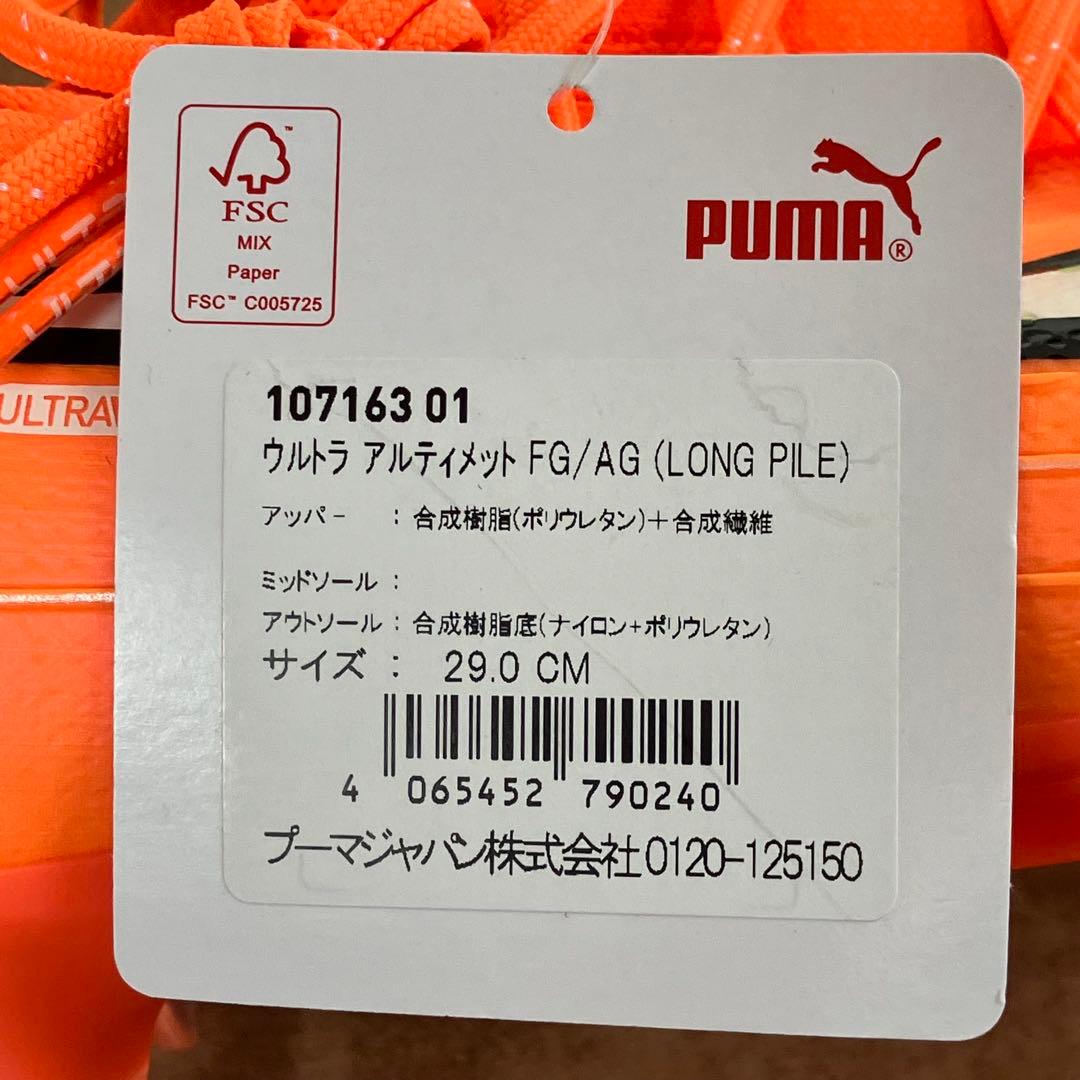 FSC™
MIX
Paper
FSC™ C005725
PUMA®
ULTRAW
107163 01
ウルトラ アルティメット FG/AG (LONG PILE)
アッパー : 合成樹脂(ポリウレタン)+合成繊維
ミッドソール :
アウトソール : 合成樹脂底(ナイロン+ポリウレタン)
サイズ : 29.0 CM
4 065452 790240
プーマジャパン株式会社0120-125150